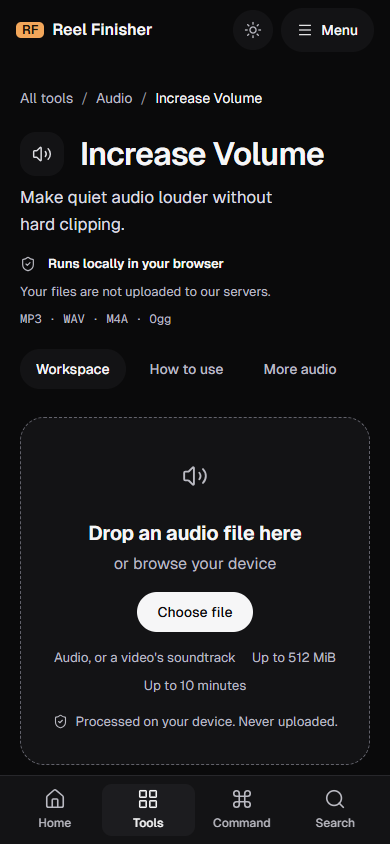 RF Reel Finisher
Menu
All tools / Audio / Increase Volume
Increase Volume
Make quiet audio louder without
hard clipping.
Runs locally in your browser
Your files are not uploaded to our servers.
MP3 · WAV · M4A · Ogg
Workspace How to use More audio
Drop an audio file here
or browse your device
Choose file
Audio, or a video's soundtrack Up to 512 MiB
Up to 10 minutes
Processed on your device. Never uploaded.
Home Tools Command Search